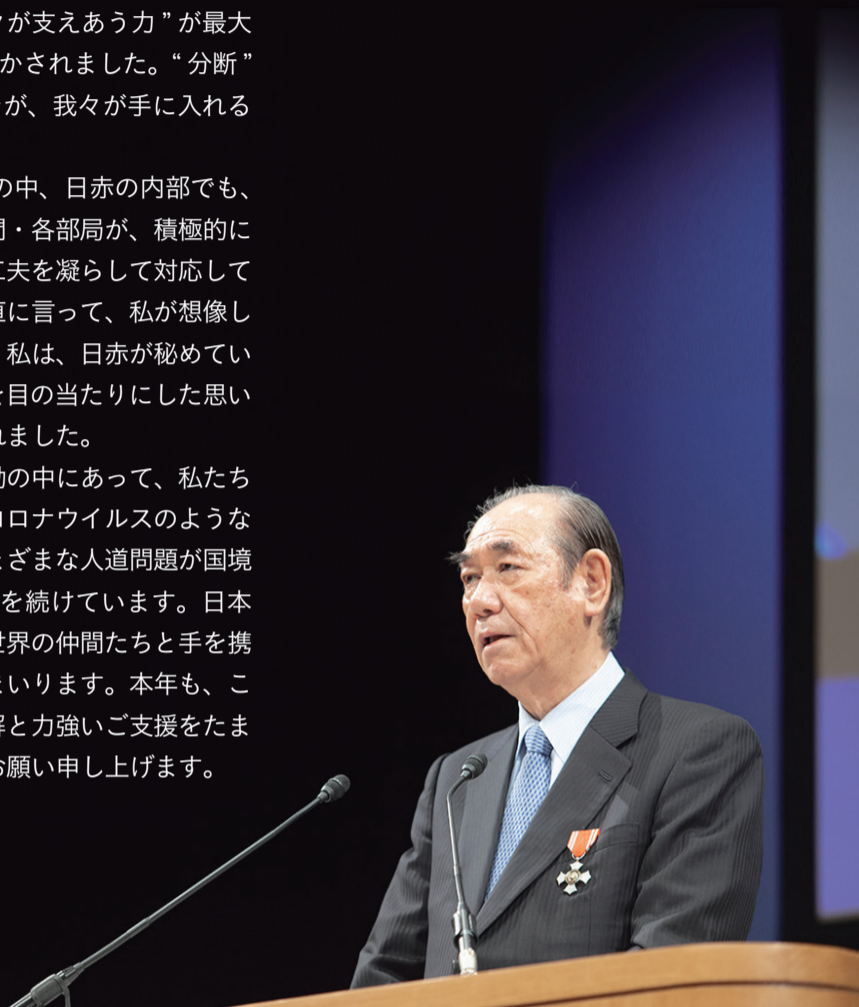 が支えあう力”が最大
かされました。“分断”
が、我々が手に入れる
の中、日赤の内部でも、
・各部局が、積極的に
工夫を凝らして対応して
に言って、私が想像し
私は、日赤が秘めてい
を目の当たりにした思い
れました。
の中にあって、私たち
コロナウイルスのような
まざまな人道問題が国境
を続けています。日本
世界の仲間たちと手を携
まいります。本年も、こ
解と力強いご支援をたま
お願い申し上げます。